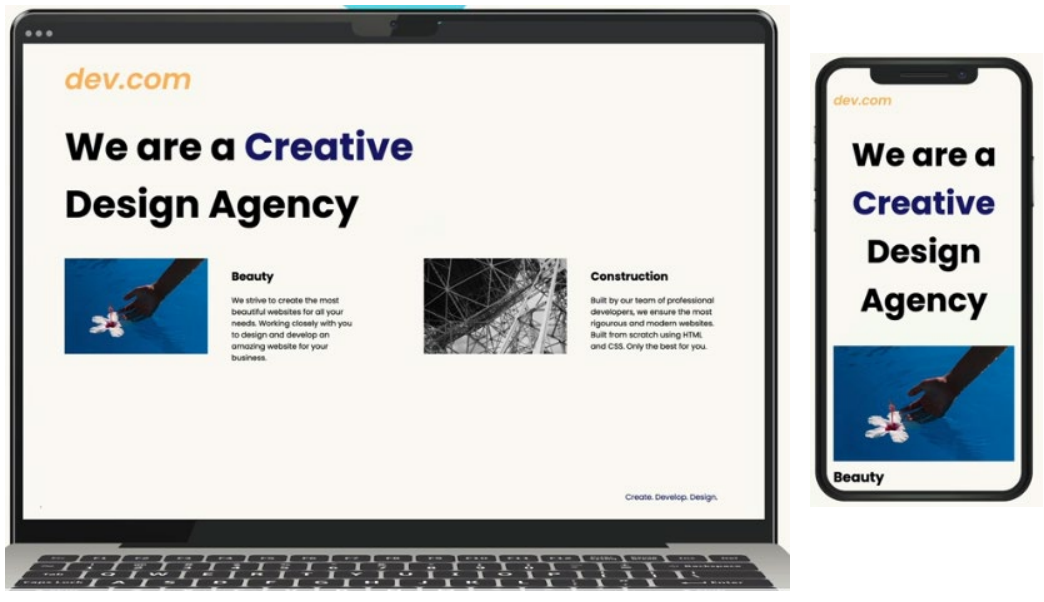 dev.com
We are a Creative
Design Agency
Beauty
We strive to create the most
beautiful websites for all your
needs. Working closely with you
to design and develop an
amazing website for your
business.
Construction
Built by our team of professional
developers, we ensure the most
rigourous and modern websites.
Built from scratch using HTML
and CSS. Only the best for you.
Create. Develop. Design.
dev.com
We are a
Creative
Design
Agency
Beauty